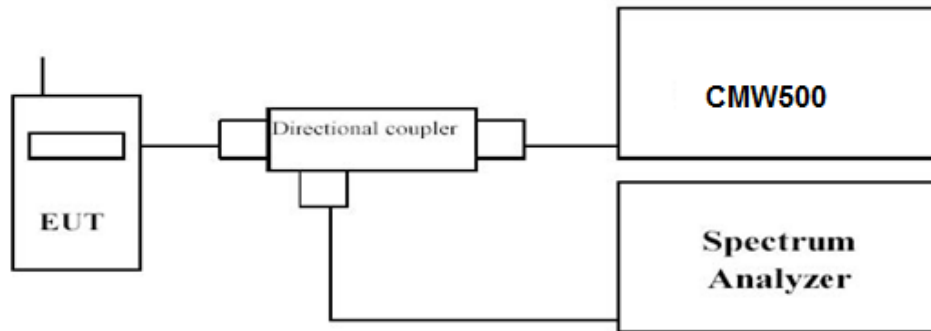 CMW500
Directional coupler
EUT
Spectrum
Analyzer